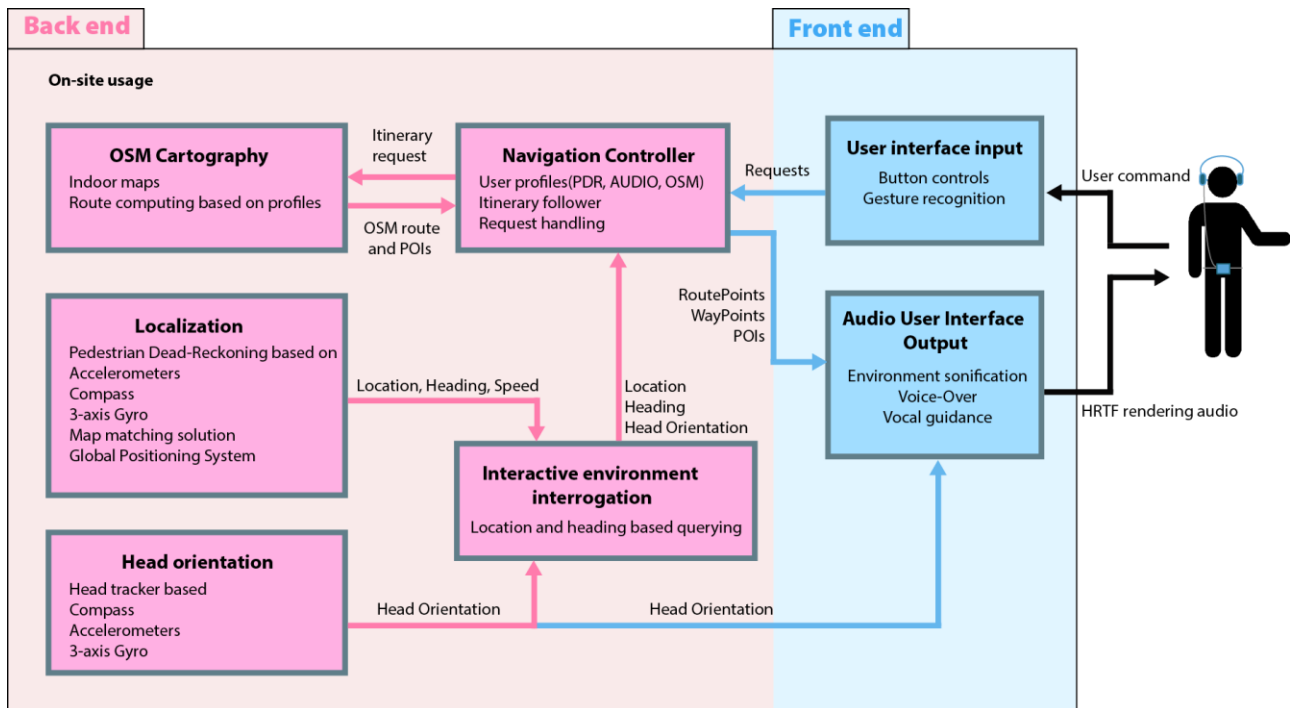 Back end
Front end
On-site usage
OSM Cartography
Indoor maps
Route computing based on profiles
Itinerary
request
OSM route
and POIs
Navigation Controller
User profiles(PDR, AUDIO, OSM)
Itinerary follower
Request handling
Requests
User interface input
Button controls
Gesture recognition
User command
Localization
Pedestrian Dead-Reckoning based on
Accelerometers
Compass
3-axis Gyro
Map matching solution
Global Positioning System
Location, Heading, Speed
Location
Heading
Head Orientation
RoutePoints
WayPoints
POIs
Audio User Interface
Output
Environment sonification
Voice-Over
Vocal guidance
HRTF rendering audio
Interactive environment
interrogation
Location and heading based querying
Head orientation
Head tracker based
Compass
Accelerometers
3-axis Gyro
Head Orientation
Head Orientation